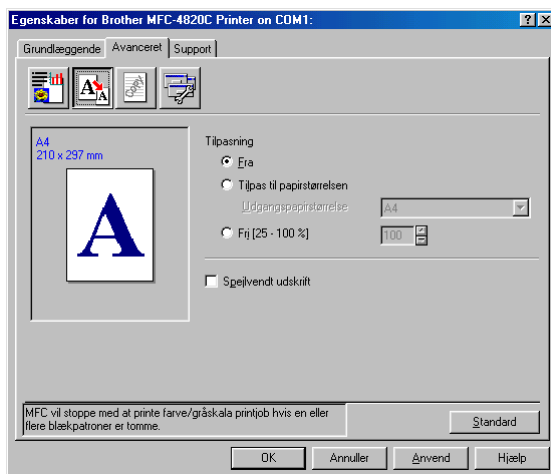 Egenskaber for Brother MFC-4820C Printer on COM1:
Grundlæggende Avanceret Support
A4
210 x 297 mm
A
Tilpasning
Fra
Tilpas til papirstørrelsen
Udgangspapirstørrelse A4
Fri [25 - 100 %] 100
Spejlvendt udskrift
MFC vil stoppe med at printe farve/gråskala printjob hvis en eller
flere blækpatroner er tomme.
Standard
OK Annuller Anvend Hjælp